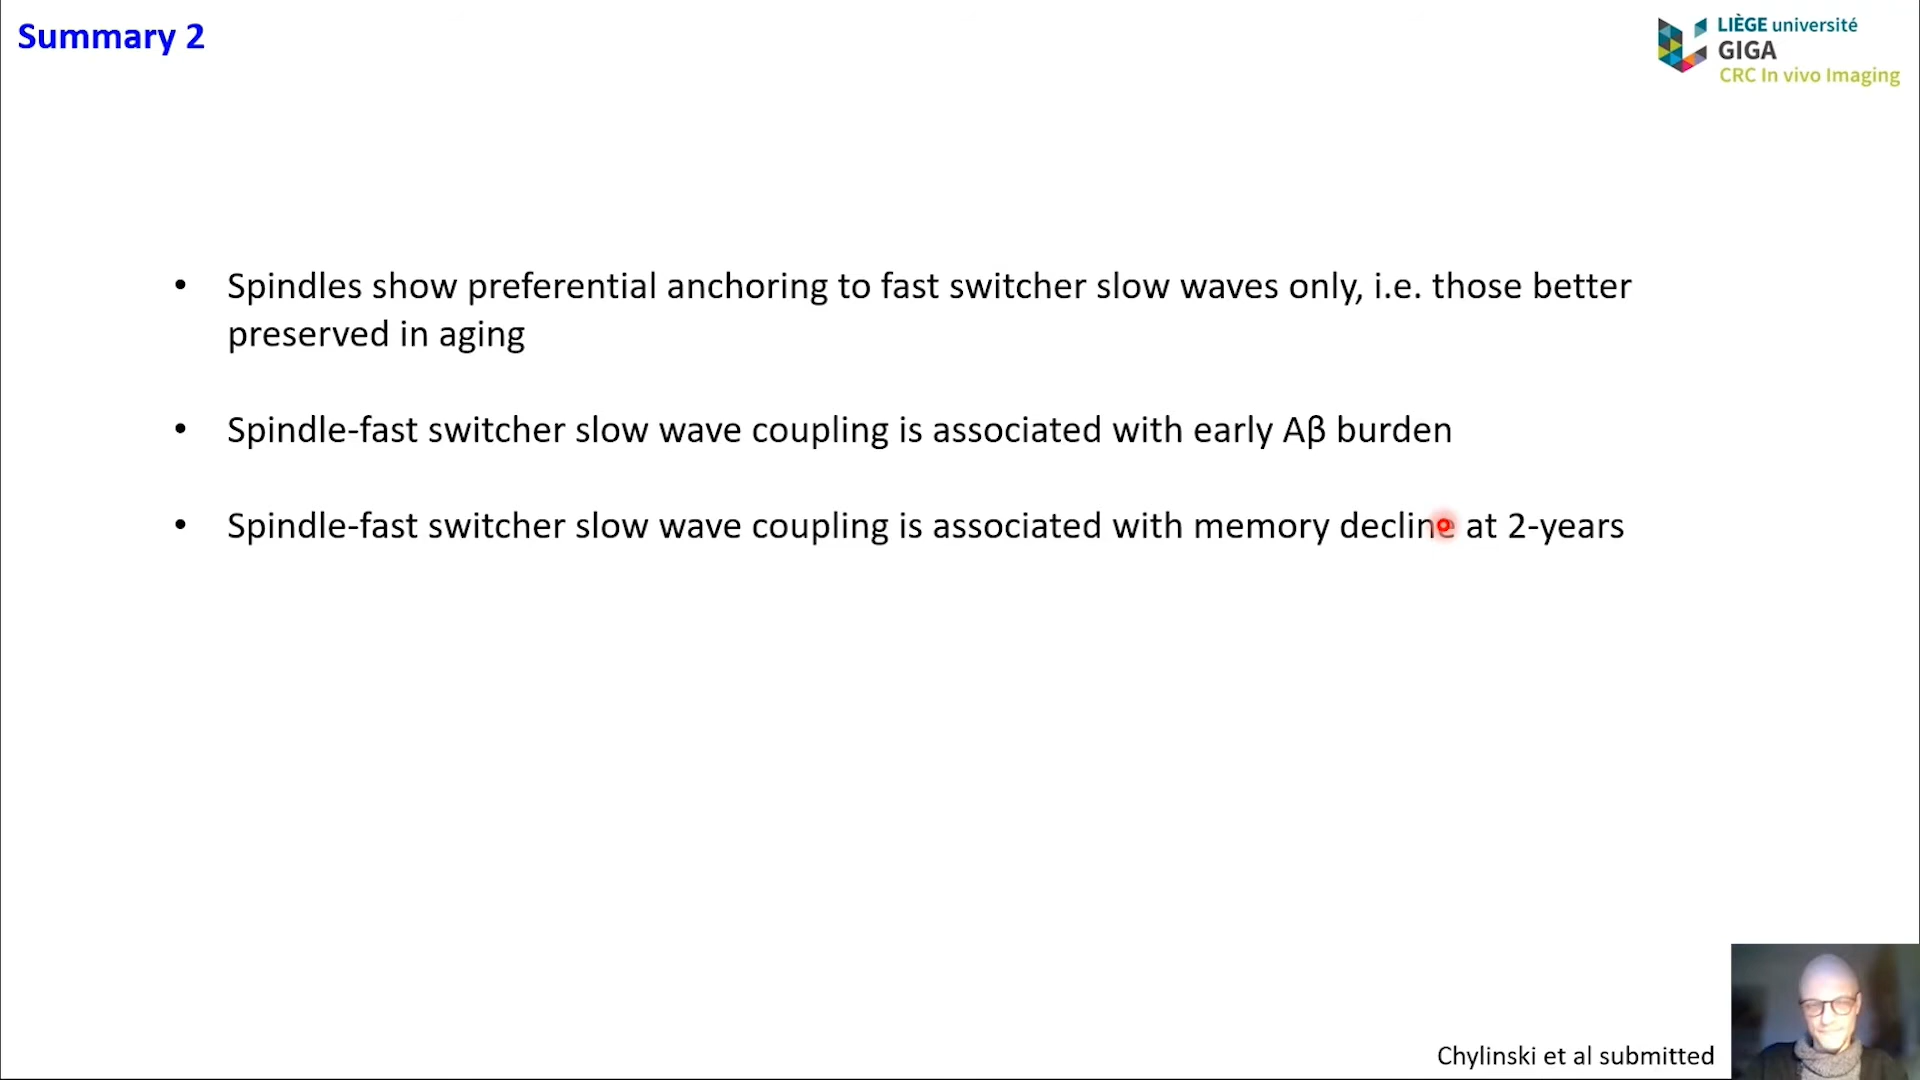 Summary 2
LIÈGE université
GIGA
CRC In vivo Imaging
• Spindles show preferential anchoring to fast switcher slow waves only, i.e. those better
preserved in aging
• Spindle-fast switcher slow wave coupling is associated with early Aβ burden
• Spindle-fast switcher slow wave coupling is associated with memory decline at 2-years
Chylinski et al submitted